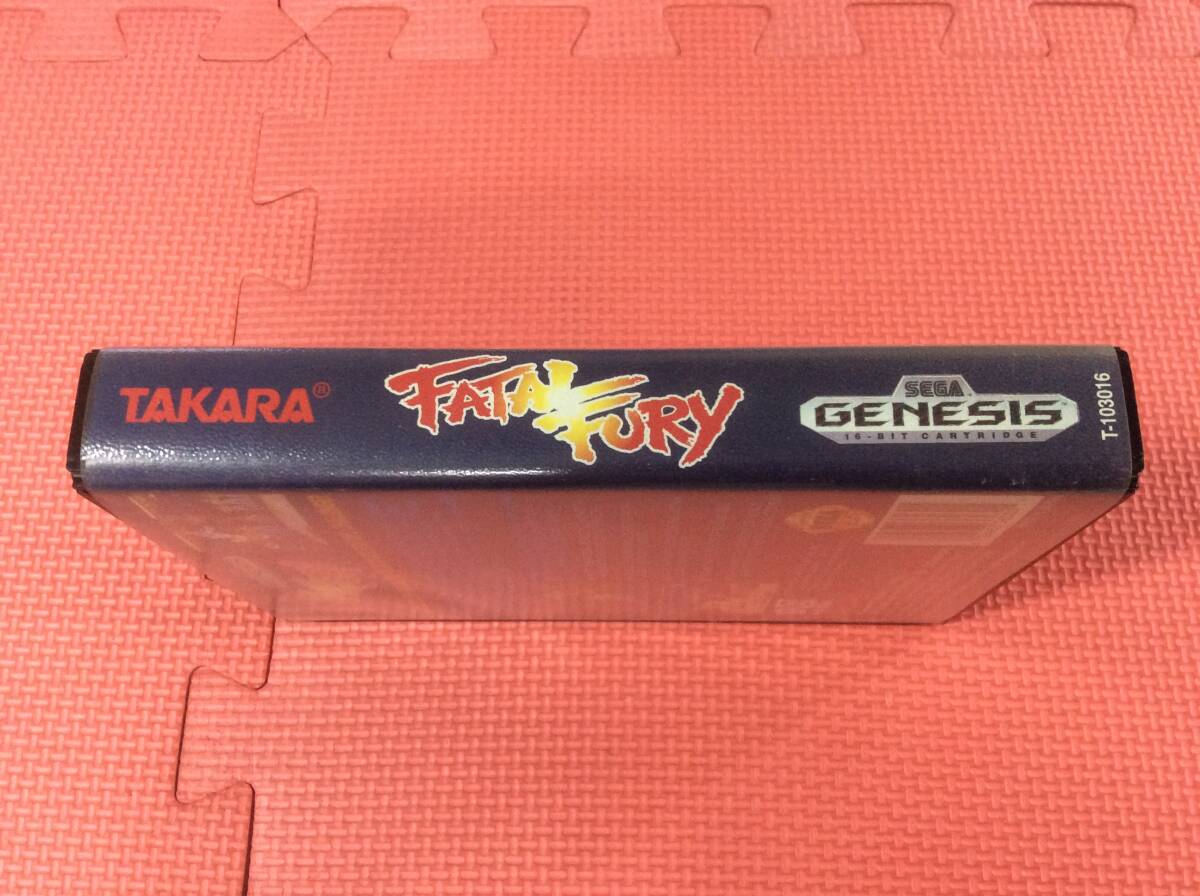 TAKARA®
FATAL FURY
SEGA
GENESIS
16-BIT CARTRIDGE
T-103016